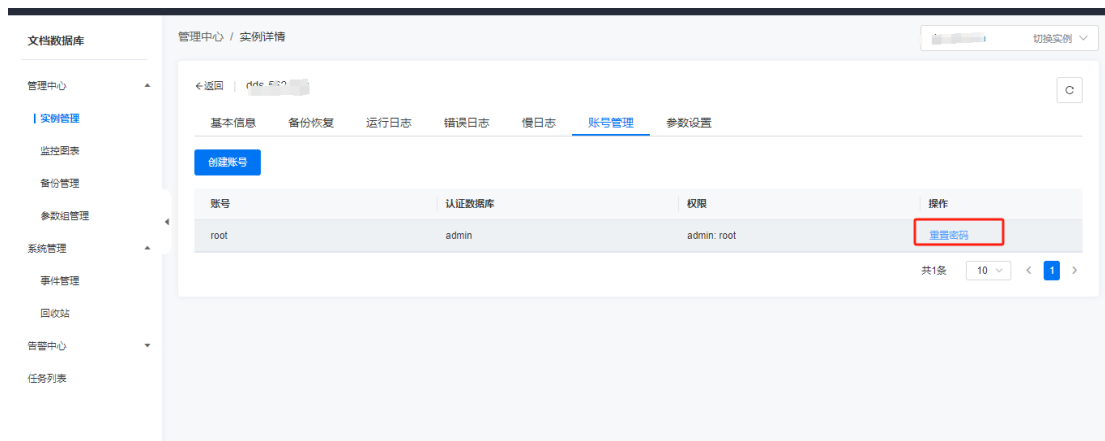 文档数据库
管理中心 / 实例详情
切换实例
管理中心
实例管理
监控图表
备份管理
参数组管理
系统管理
事件管理
回收站
告警中心
任务列表
←返回
基本信息 备份恢复 运行日志 错误日志 慢日志 账号管理 参数设置
创建账号
账号 认证数据库 权限 操作
root admin admin: root 重置密码
共1条 10 < 1 >